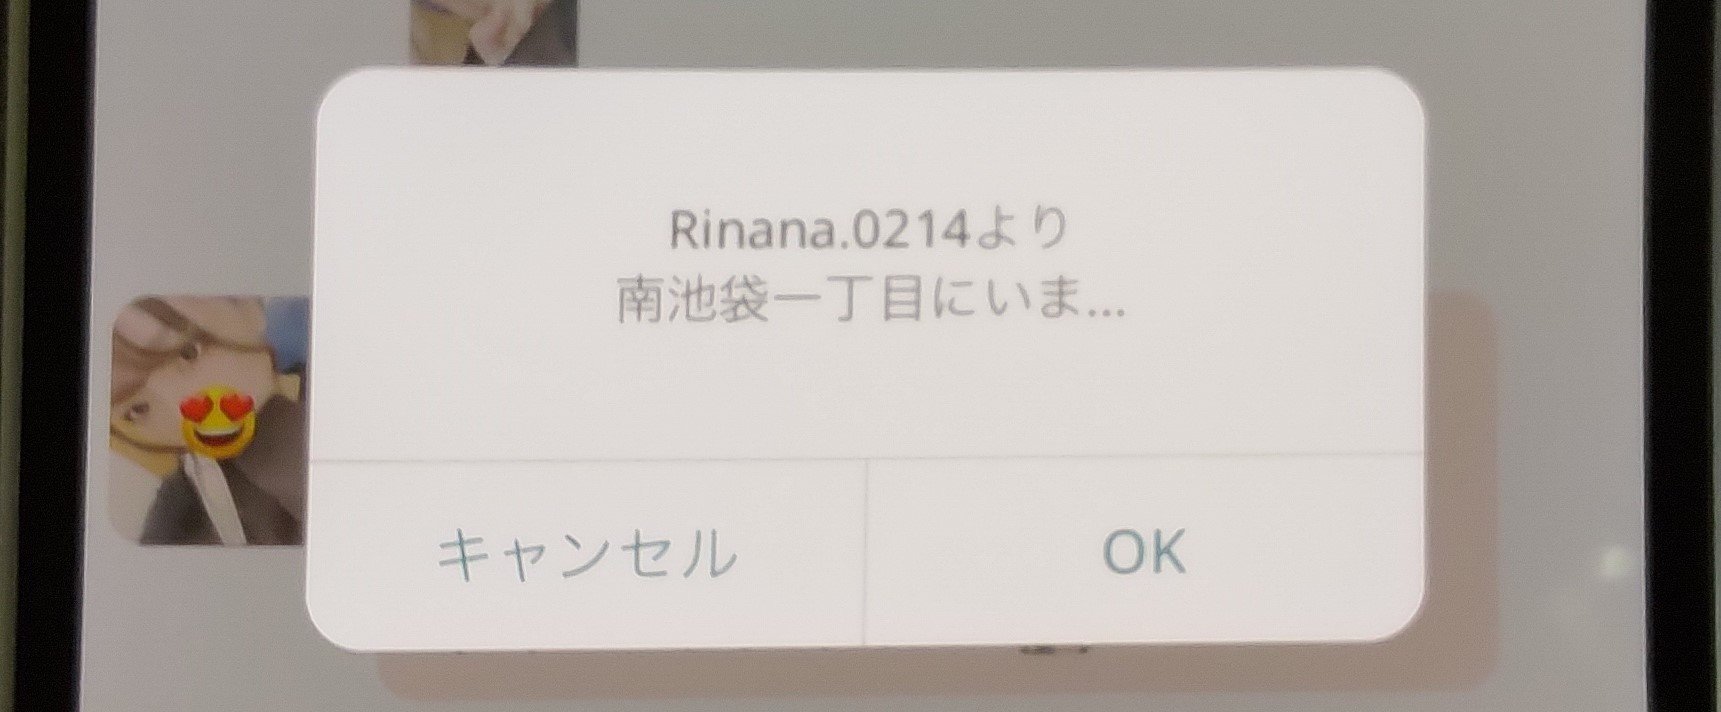 Rinana.0214より
南池袋一丁目にいま...
キャンセル
OK